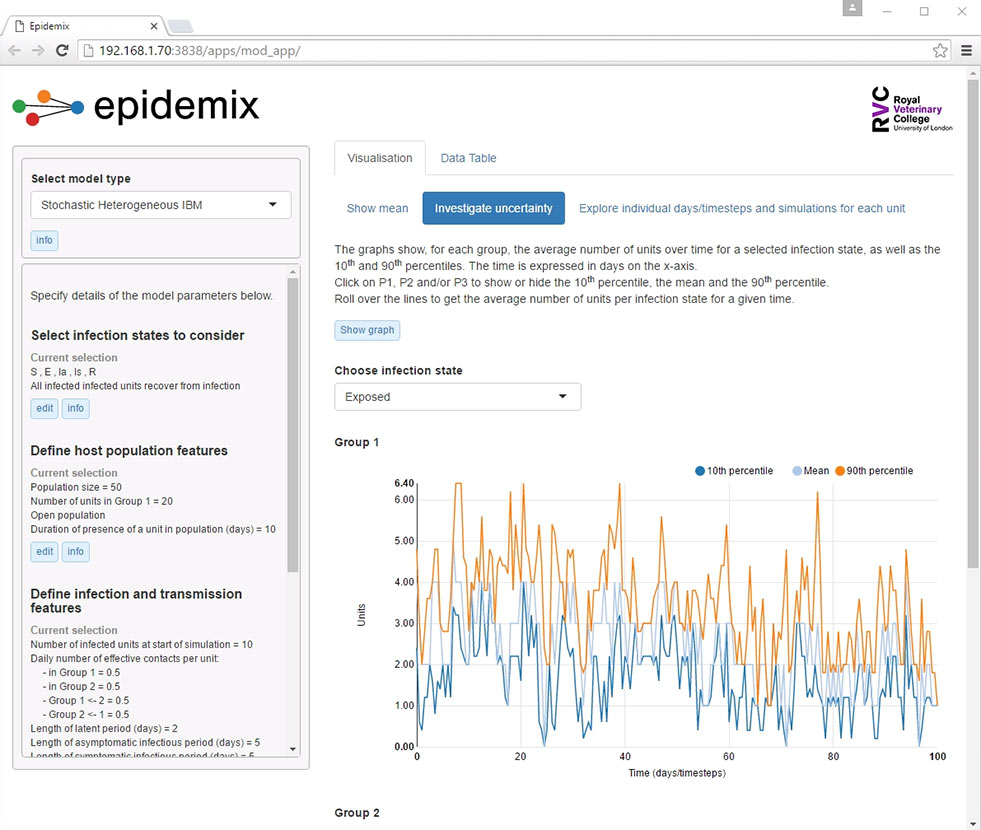 Epidemix
192.168.1.70:3838/apps/mod_app/
epidemix
RVC
Royal
Veterinary
College
University of London
Select model type
Stochastic Heterogeneous IBM
info
Specify details of the model parameters below.
Select infection states to consider
Current selection
S , E , Ia , Is , R
All infected infected units recover from infection
edit info
Define host population features
Current selection
Population size = 50
Number of units in Group 1 = 20
Open population
Duration of presence of a unit in population (days) = 10
edit info
Define infection and transmission
features
Current selection
Number of infected units at start of simulation = 10
Daily number of effective contacts per unit:
- in Group 1 = 0.5
- in Group 2 = 0.5
- Group 1 <- 2 = 0.5
- Group 2 <- 1 = 0.5
Length of latent period (days) = 2
Length of asymptomatic infectious period (days) = 5
Length of symptomatic infectious period (days) = 5
Visualisation Data Table
Show mean Investigate uncertainty Explore individual days/timesteps and simulations for each unit
The graphs show, for each group, the average number of units over time for a selected infection state, as well as the
10th and 90th percentiles. The time is expressed in days on the x-axis.
Click on P1, P2 and/or P3 to show or hide the 10th percentile, the mean and the 90th percentile.
Roll over the lines to get the average number of units per infection state for a given time.
Show graph
Choose infection state
Exposed
Group 1
10th percentile Mean 90th percentile
6.40
6.00
5.00
4.00
3.00
2.00
1.00
0.00
Units
0 20 40 60 80 100
Time (days/timesteps)
Group 2